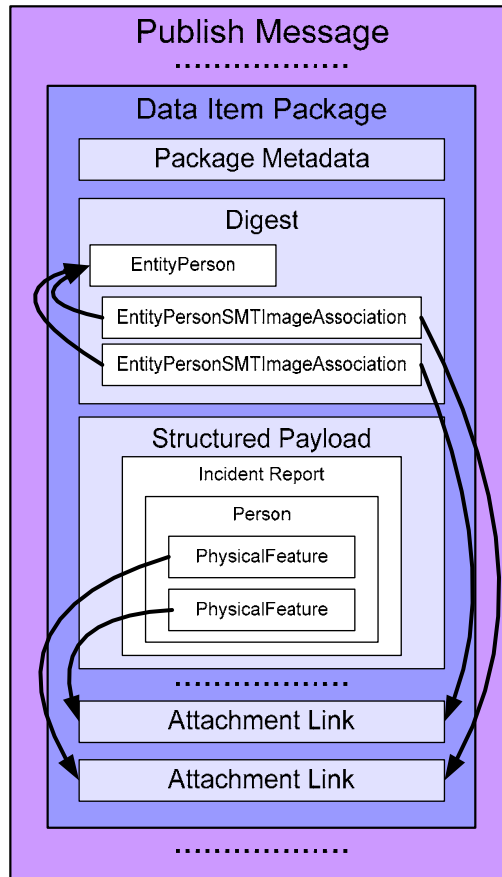 Publish Message
..................
Data Item Package
Package Metadata
Digest
EntityPerson
EntityPersonSMTImageAssociation
EntityPersonSMTImageAssociation
Structured Payload
Incident Report
Person
PhysicalFeature
PhysicalFeature
..................
Attachment Link
Attachment Link
..................